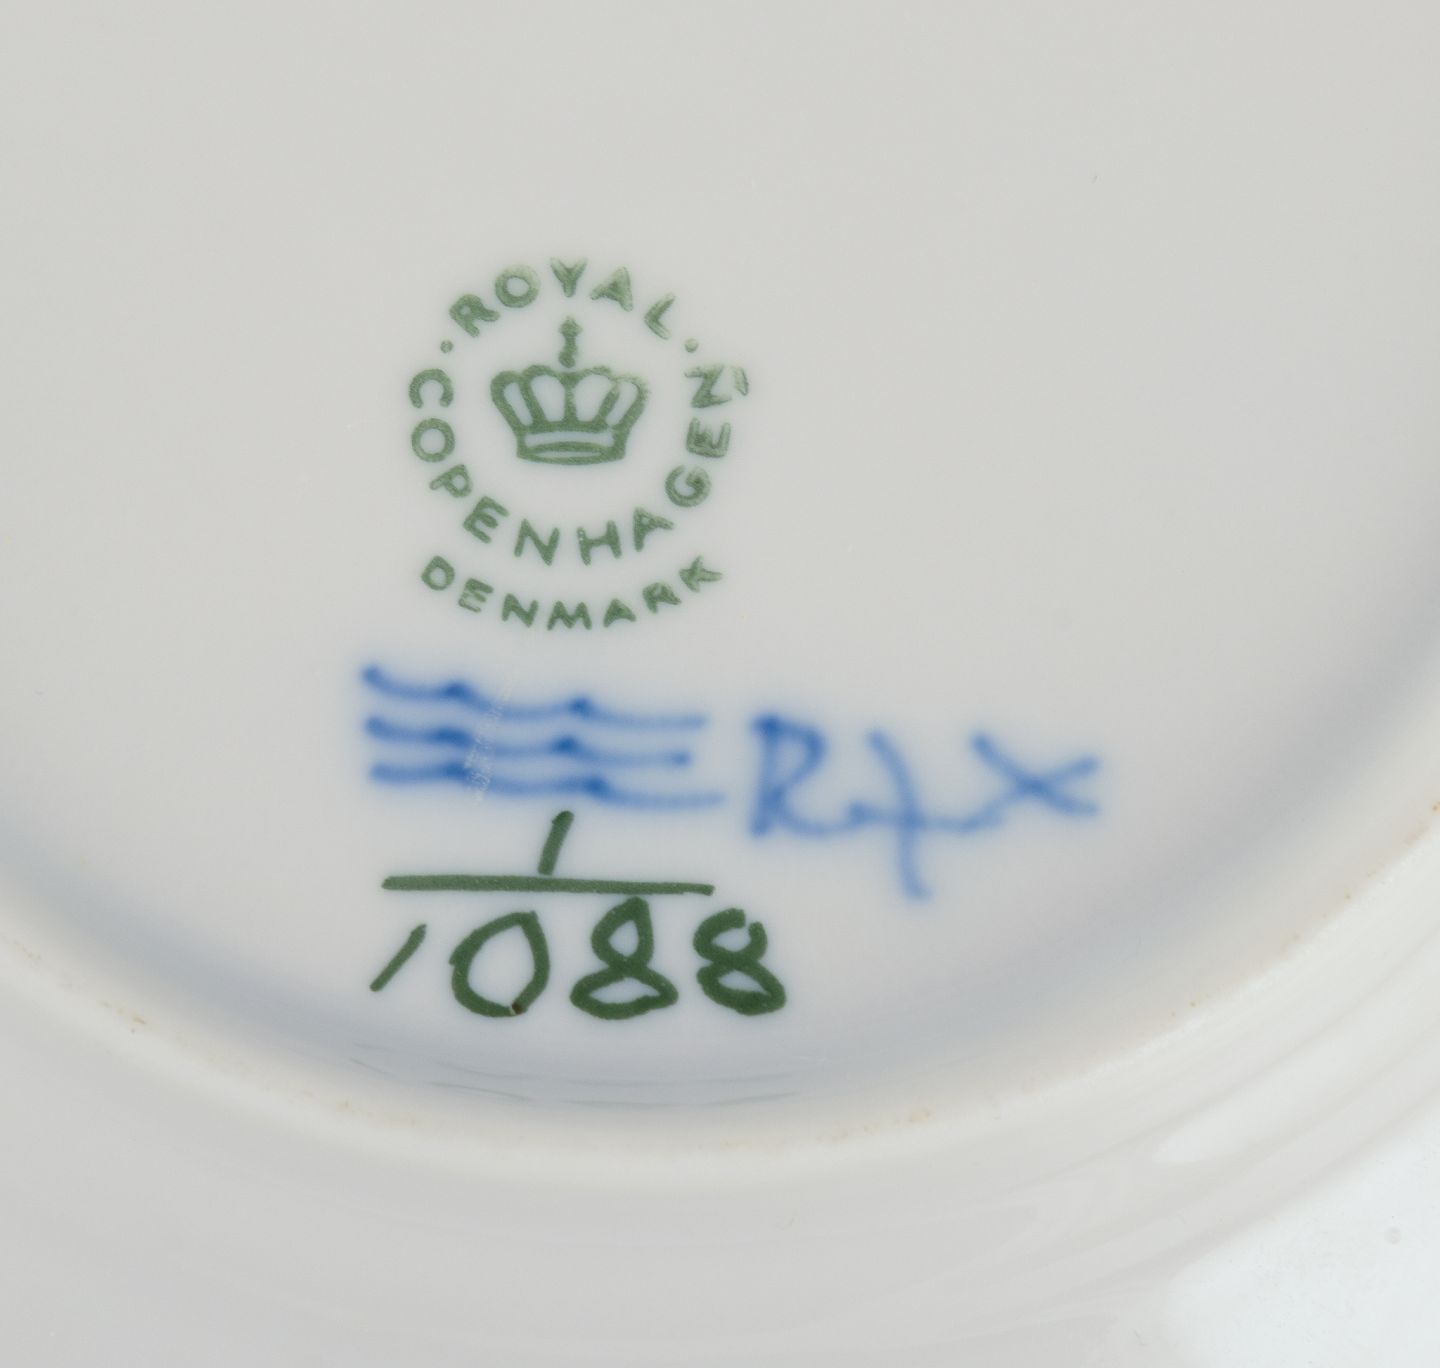 · ROYAL ·
COPENHAGEN
DENMARK
1
1088